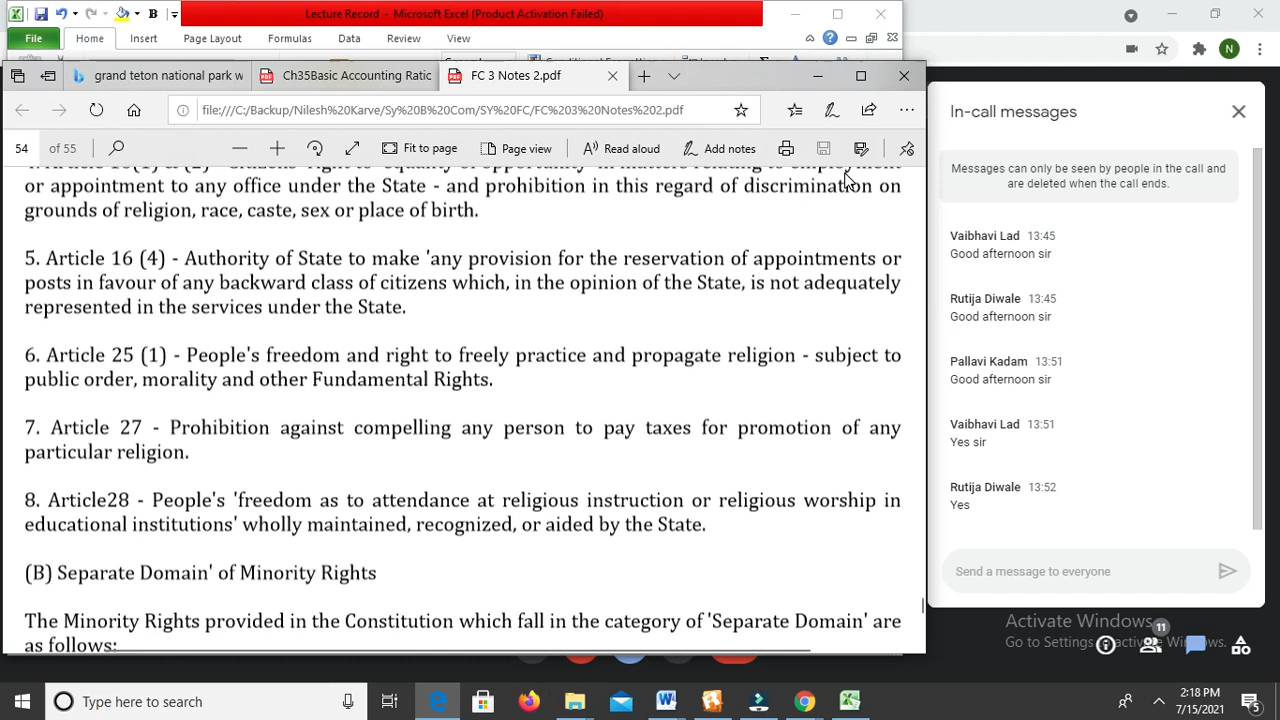 Lecture Record - Microsoft Excel (Product Activation Failed)
File Home Insert Page Layout Formulas Data Review View
N
grand teton national park w
Ch35Basic Accounting Ratic
FC 3 Notes 2.pdf
file:///C:/Backup/Nilesh%20Karve/Sy%20B%20Com/SY%20FC/FC%203%20Notes%202.pdf
54 of 55 Fit to page Page view Read aloud Add notes
or appointment to any office under the State - and prohibition in this regard of discrimination on
grounds of religion, race, caste, sex or place of birth.
5. Article 16 (4) - Authority of State to make 'any provision for the reservation of appointments or
posts in favour of any backward class of citizens which, in the opinion of the State, is not adequately
represented in the services under the State.
6. Article 25 (1) - People's freedom and right to freely practice and propagate religion - subject to
public order, morality and other Fundamental Rights.
7. Article 27 - Prohibition against compelling any person to pay taxes for promotion of any
particular religion.
8. Article28 - People's 'freedom as to attendance at religious instruction or religious worship in
educational institutions' wholly maintained, recognized, or aided by the State.
(B) Separate Domain' of Minority Rights
The Minority Rights provided in the Constitution which fall in the category of 'Separate Domain' are
as follows:
In-call messages
Messages can only be seen by people in the call and
are deleted when the call ends.
Vaibhavi Lad 13:45
Good afternoon sir
Rutija Diwale 13:45
Good afternoon sir
Pallavi Kadam 13:51
Good afternoon sir
Vaibhavi Lad 13:51
Yes sir
Rutija Diwale 13:52
Yes
Send a message to everyone
Activate Windows
Go to Settings to activate Windows.
11
Type here to search
2:18 PM
7/15/2021
5